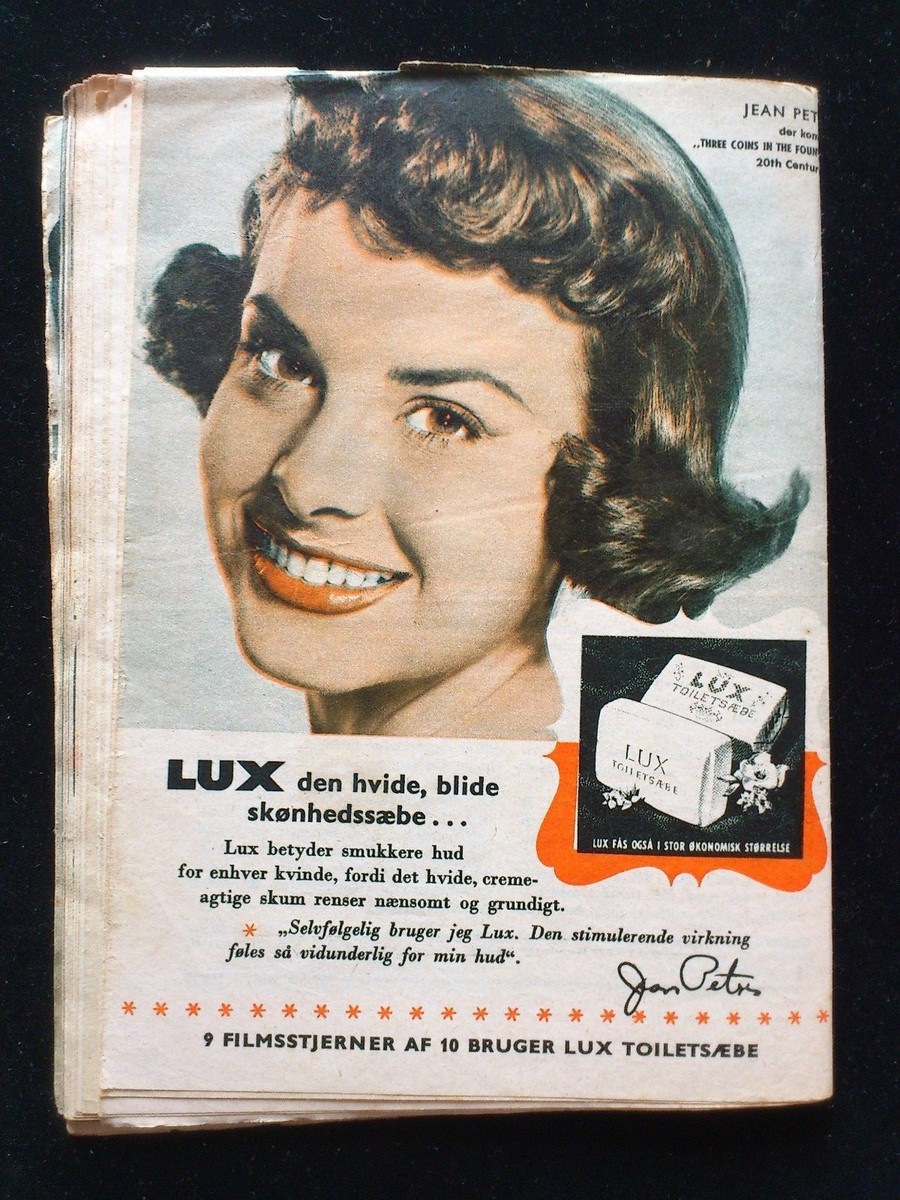 JEAN PET
der kom
„THREE COINS IN THE FOUN
20th Centur
LUX
TOILETSÆBE
LUX
TOILETSÆBE
LUX FÅS OGSÅ I STOR ØKONOMISK STØRRELSE
LUX den hvide, blide
skønhedssæbe...
Lux betyder smukkere hud
for enhver kvinde, fordi det hvide, creme-
agtige skum renser nænsomt og grundigt.
* „Selvfølgelig bruger jeg Lux. Den stimulerende virkning
føles så vidunderlig for min hud“.
Jean Peters
9 FILMSSTJERNER AF 10 BRUGER LUX TOILETSÆBE